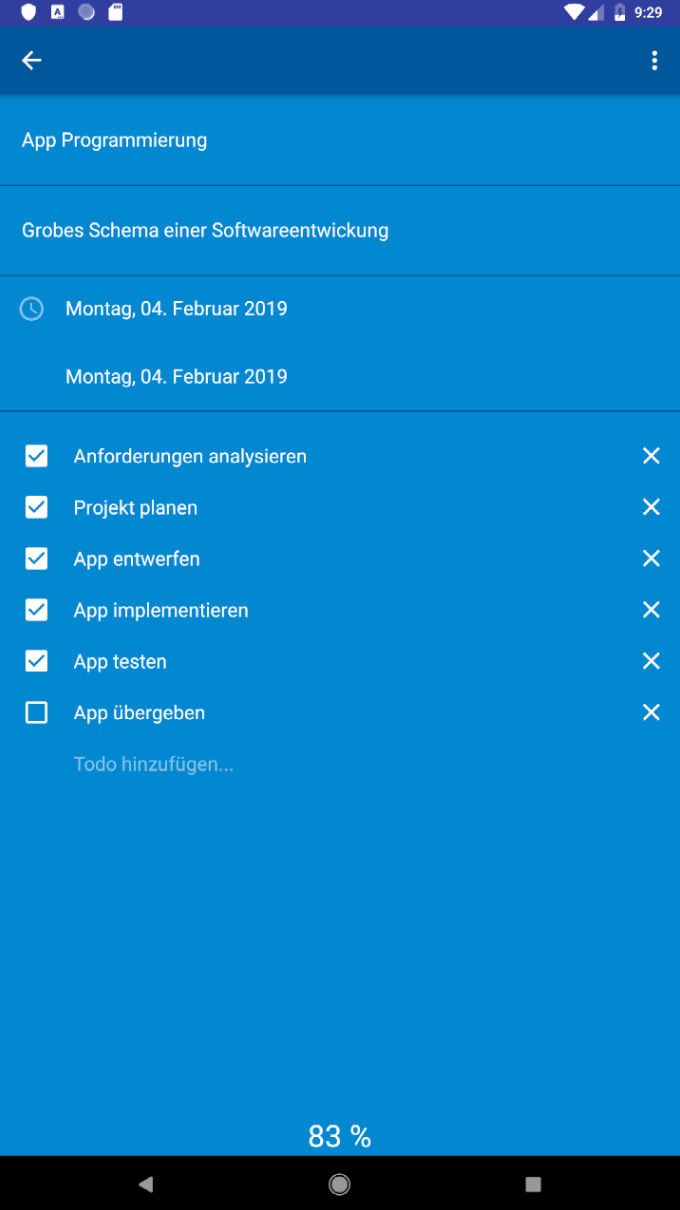 9:29
App Programmierung
Grobes Schema einer Softwareentwickung
Montag, 04. Februar 2019
Montag, 04. Februar 2019
Anforderungen analysieren
Projekt planen
App entwerfen
App implementieren
App testen
App übergeben
Todo hinzufügen...
83 %